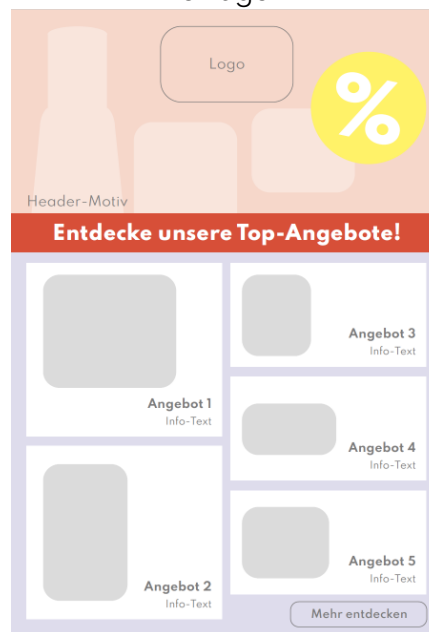 Logo
%
Header-Motiv
Entdecke unsere Top-Angebote!
Angebot 1
Info-Text
Angebot 2
Info-Text
Angebot 3
Info-Text
Angebot 4
Info-Text
Angebot 5
Info-Text
Mehr entdecken